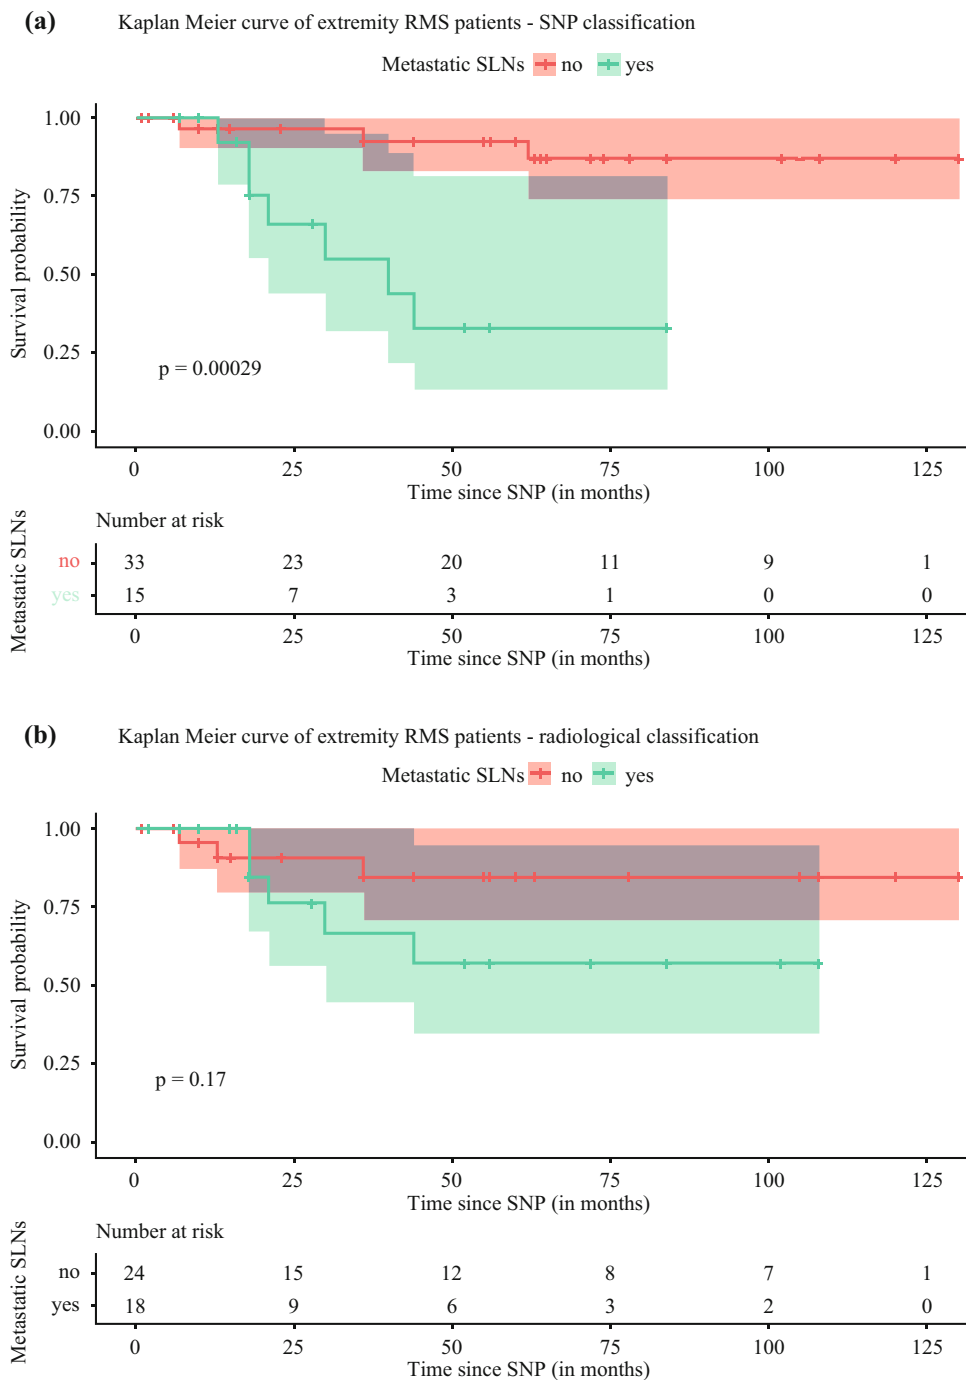 (a) Kaplan Meier curve of extremity RMS patients - SNP classification
Metastatic SLNs no yes
1.00
0.75
0.50
0.25
0.00
Survival probability
p = 0.00029
0 25 50 75 100 125
Time since SNP (in months)
Metastatic SLNs
Number at risk
no 33 23 20 11 9 1
yes 15 7 3 1 0 0
0 25 50 75 100 125
Time since SNP (in months)
(b) Kaplan Meier curve of extremity RMS patients - radiological classification
Metastatic SLNs no yes
1.00
0.75
0.50
0.25
0.00
Survival probability
p = 0.17
0 25 50 75 100 125
Time since SNP (in months)
Metastatic SLNs
Number at risk
no 24 15 12 8 7 1
yes 18 9 6 3 2 0
0 25 50 75 100 125
Time since SNP (in months)